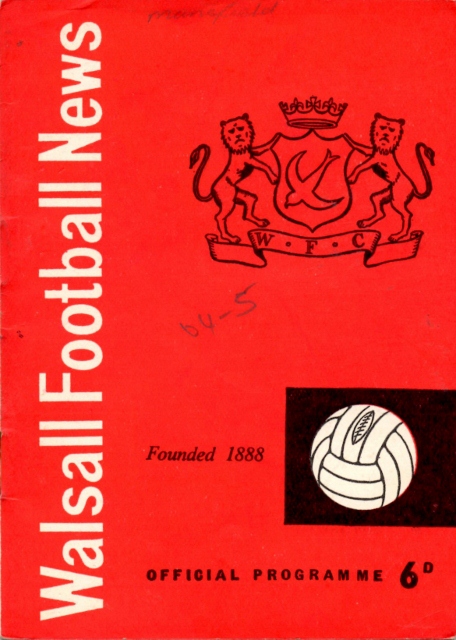 Walsall Football News
W · F · C
64-5
Founded 1888
OFFICIAL PROGRAMME 6D